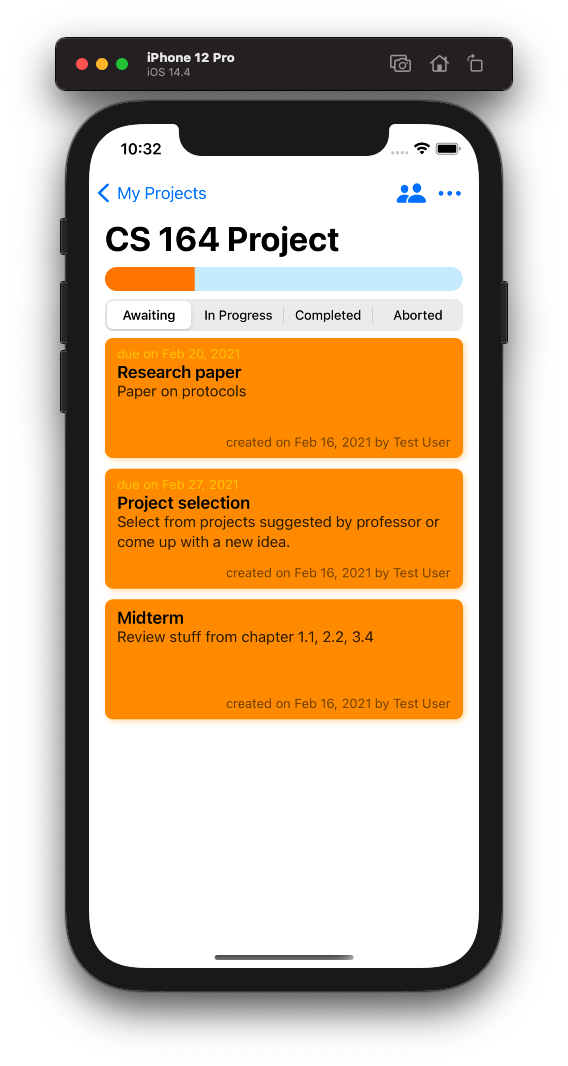 iPhone 12 Pro
iOS 14.4
10:32
My Projects
CS 164 Project
Awaiting
In Progress
Completed
Aborted
due on Feb 20, 2021
Research paper
Paper on protocols
created on Feb 16, 2021 by Test User
due on Feb 27, 2021
Project selection
Select from projects suggested by professor or
come up with a new idea.
created on Feb 16, 2021 by Test User
Midterm
Review stuff from chapter 1.1, 2.2, 3.4
created on Feb 16, 2021 by Test User